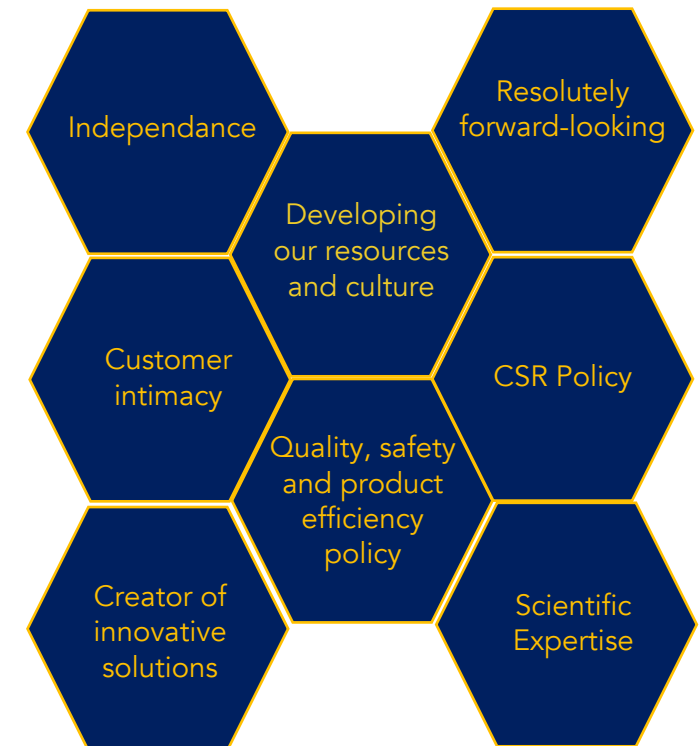 Independance
Resolutely
forward-looking
Developing
our resources
and culture
Customer
intimacy
CSR Policy
Quality, safety
and product
efficiency
policy
Creator of
innovative
solutions
Scientific
Expertise